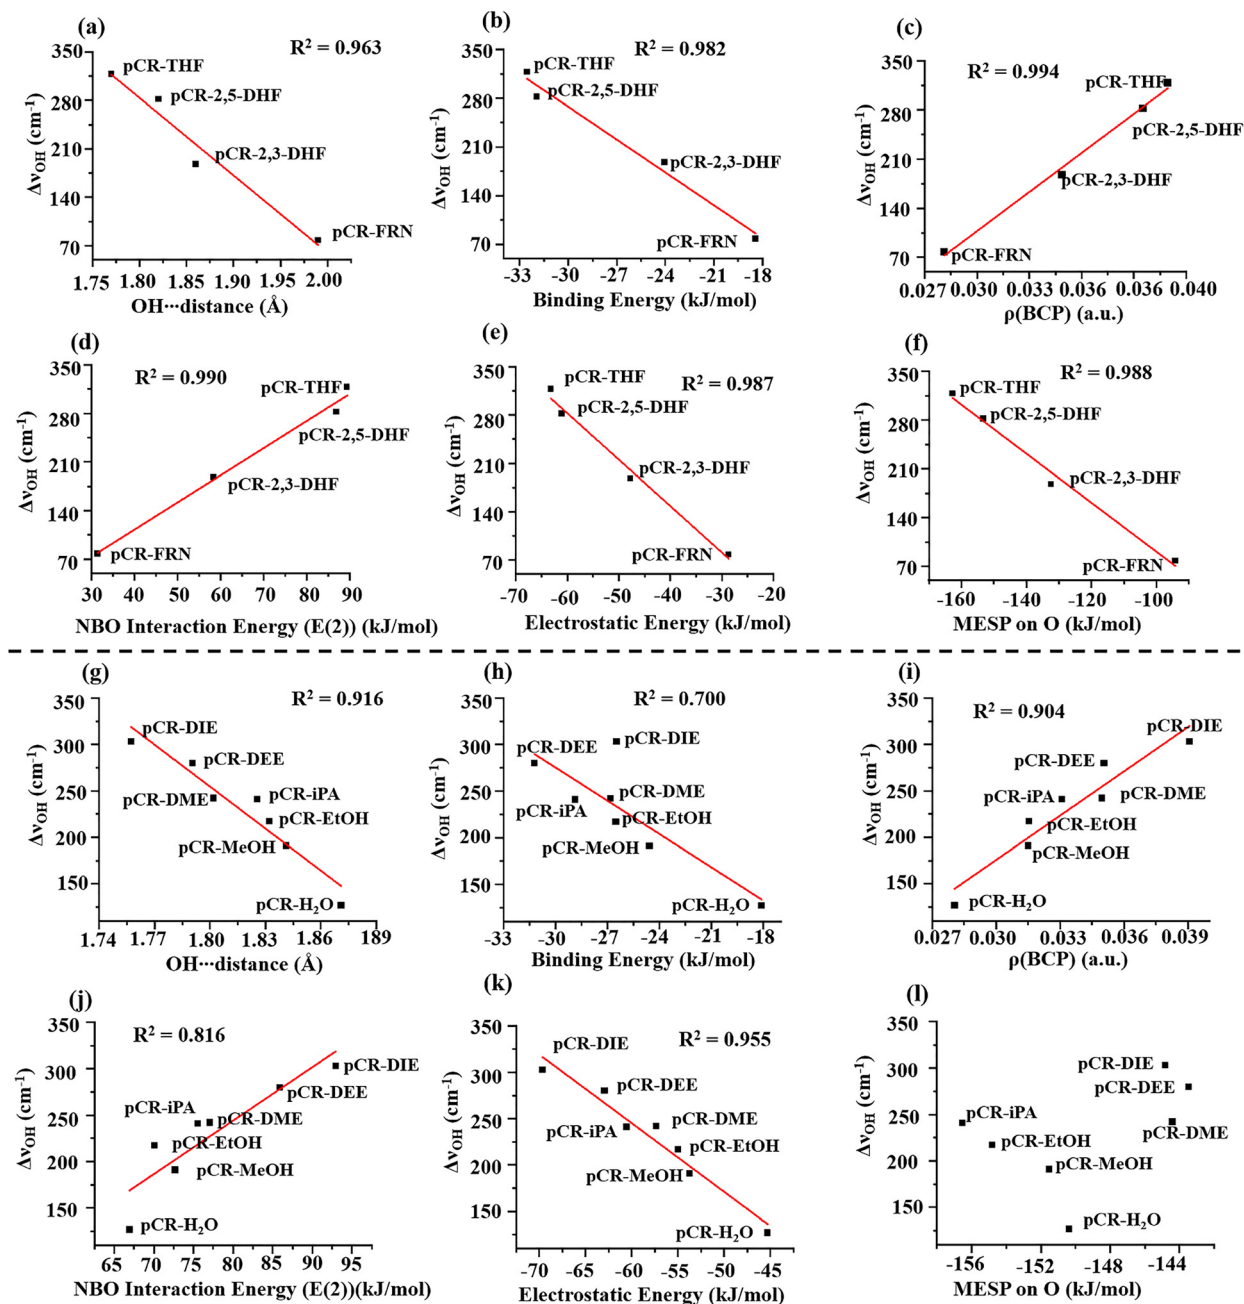 (a)
R² = 0.963
350
280
210
140
70
ΔνOH (cm⁻¹)
pCR-THF
pCR-2,5-DHF
pCR-2,3-DHF
pCR-FRN
1.75 1.80 1.85 1.90 1.95 2.00
OH···distance (Å)
(b)
R² = 0.982
350
280
210
140
70
ΔνOH (cm⁻¹)
pCR-THF
pCR-2,5-DHF
pCR-2,3-DHF
pCR-FRN
-33 -30 -27 -24 -21 -18
Binding Energy (kJ/mol)
(c)
R² = 0.994
350
280
210
140
70
ΔνOH (cm⁻¹)
pCR-THF
pCR-2,5-DHF
pCR-2,3-DHF
pCR-FRN
0.027 0.030 0.033 0.036 0.036 0.040
ρ(BCP) (a.u.)
(d)
R² = 0.990
350
280
210
140
70
ΔνOH (cm⁻¹)
pCR-THF
pCR-2,5-DHF
pCR-2,3-DHF
pCR-FRN
30 40 50 60 70 80 90
NBO Interaction Energy (E(2)) (kJ/mol)
(e)
R² = 0.987
350
280
210
140
70
ΔνOH (cm⁻¹)
pCR-THF
pCR-2,5-DHF
pCR-2,3-DHF
pCR-FRN
-70 -60 -50 -40 -30 -20
Electrostatic Energy (kJ/mol)
(f)
R² = 0.988
350
280
210
140
70
ΔνOH (cm⁻¹)
pCR-THF
pCR-2,5-DHF
pCR-2,3-DHF
pCR-FRN
-160 -140 -120 -100
MESP on O (kJ/mol)
(g)
R² = 0.916
350
300
250
200
150
ΔνOH (cm⁻¹)
pCR-DIE
pCR-DEE
pCR-DME
pCR-iPA
pCR-EtOH
pCR-MeOH
pCR-H₂O
1.74 1.77 1.80 1.83 1.86 189
OH···distance (Å)
(h)
R² = 0.700
350
300
250
200
150
ΔνOH (cm⁻¹)
pCR-DEE
pCR-DIE
pCR-iPA
pCR-DME
pCR-EtOH
pCR-MeOH
pCR-H₂O
-33 -30 -27 -24 -21 -18
Binding Energy (kJ/mol)
(i)
R² = 0.904
350
300
250
200
150
ΔνOH (cm⁻¹)
pCR-DIE
pCR-DEE
pCR-iPA
pCR-DME
pCR-EtOH
pCR-MeOH
pCR-H₂O
0.027 0.030 0.033 0.036 0.039
ρ(BCP) (a.u.)
(j)
R² = 0.816
350
300
250
200
150
ΔνOH (cm⁻¹)
pCR-DIE
pCR-DEE
pCR-iPA
pCR-DME
pCR-EtOH
pCR-MeOH
pCR-H₂O
65 70 75 80 85 90 95
NBO Interaction Energy (E(2))(kJ/mol)
(k)
R² = 0.955
350
300
250
200
150
ΔνOH (cm⁻¹)
pCR-DIE
pCR-DEE
pCR-iPA
pCR-DME
pCR-EtOH
pCR-MeOH
pCR-H₂O
-70 -65 -60 -55 -50 -45
Electrostatic Energy (kJ/mol)
(l)
350
300
250
200
150
ΔνOH (cm⁻¹)
pCR-DIE
pCR-DEE
pCR-iPA
pCR-DME
pCR-EtOH
pCR-MeOH
pCR-H₂O
-156 -152 -148 -144
MESP on O (kJ/mol)